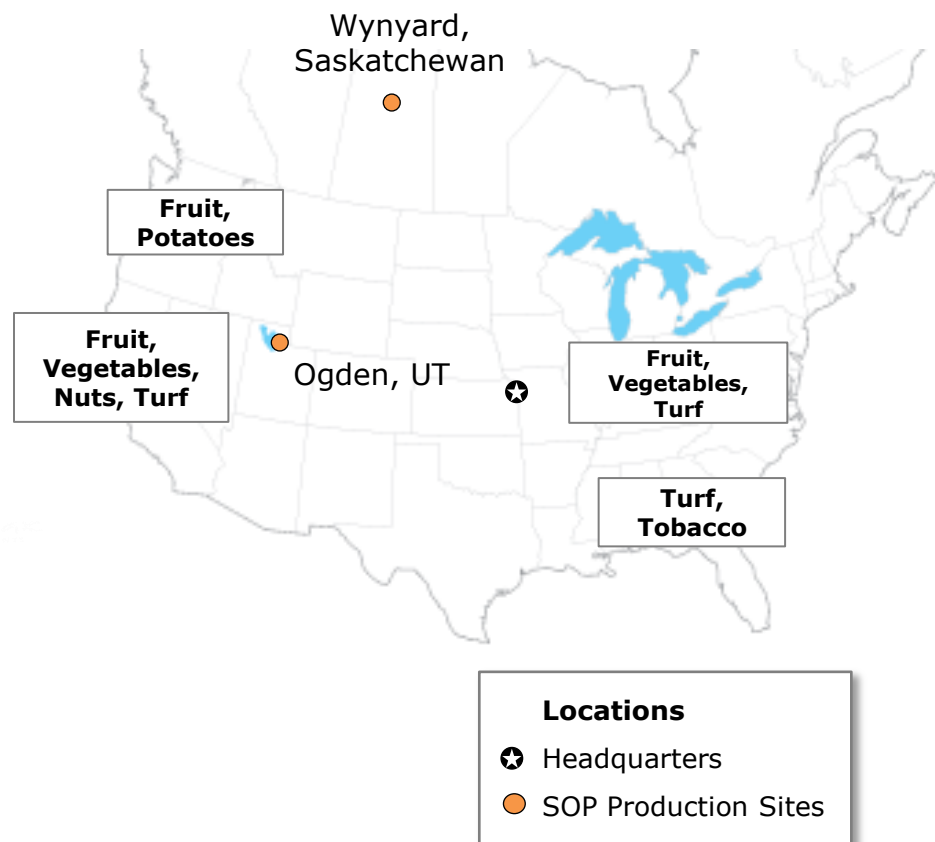 Wynyard,
Saskatchewan
Fruit,
Potatoes
Fruit,
Vegetables,
Nuts, Turf
Ogden, UT
Fruit,
Vegetables,
Turf
Turf,
Tobacco
Locations
Headquarters
SOP Production Sites